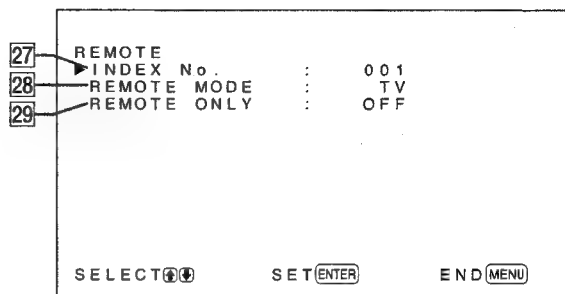 REMOTE
27 ▶INDEX No. : 001
28 REMOTE MODE : TV
29 REMOTE ONLY : OFF
SELECT⬆⬇ SET ENTER END MENU